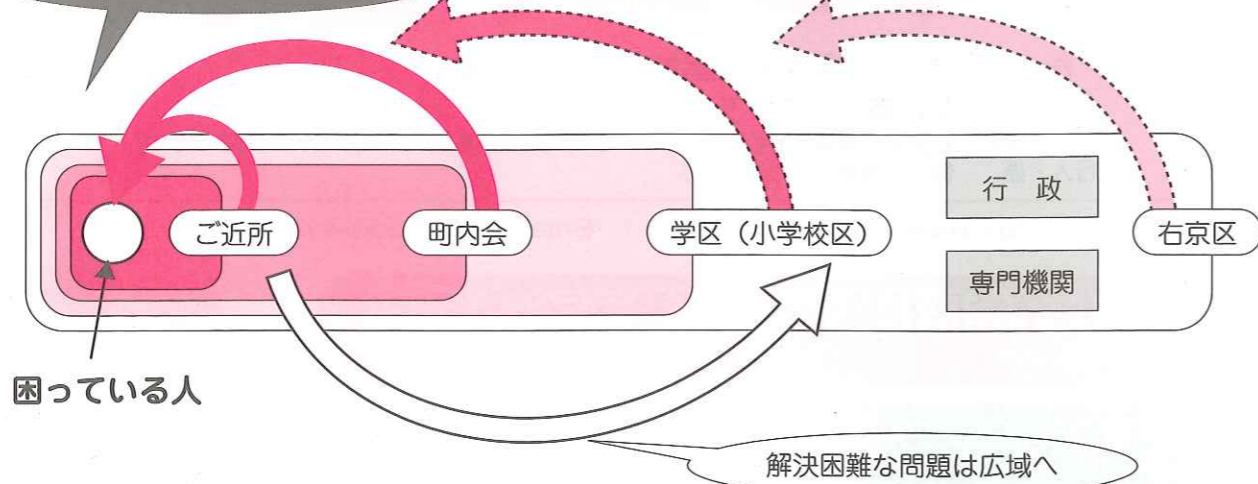 ご近所
町内会
学区（小学校区）
行　政
専門機関
右京区
困っている人
解決困難な問題は広域へ